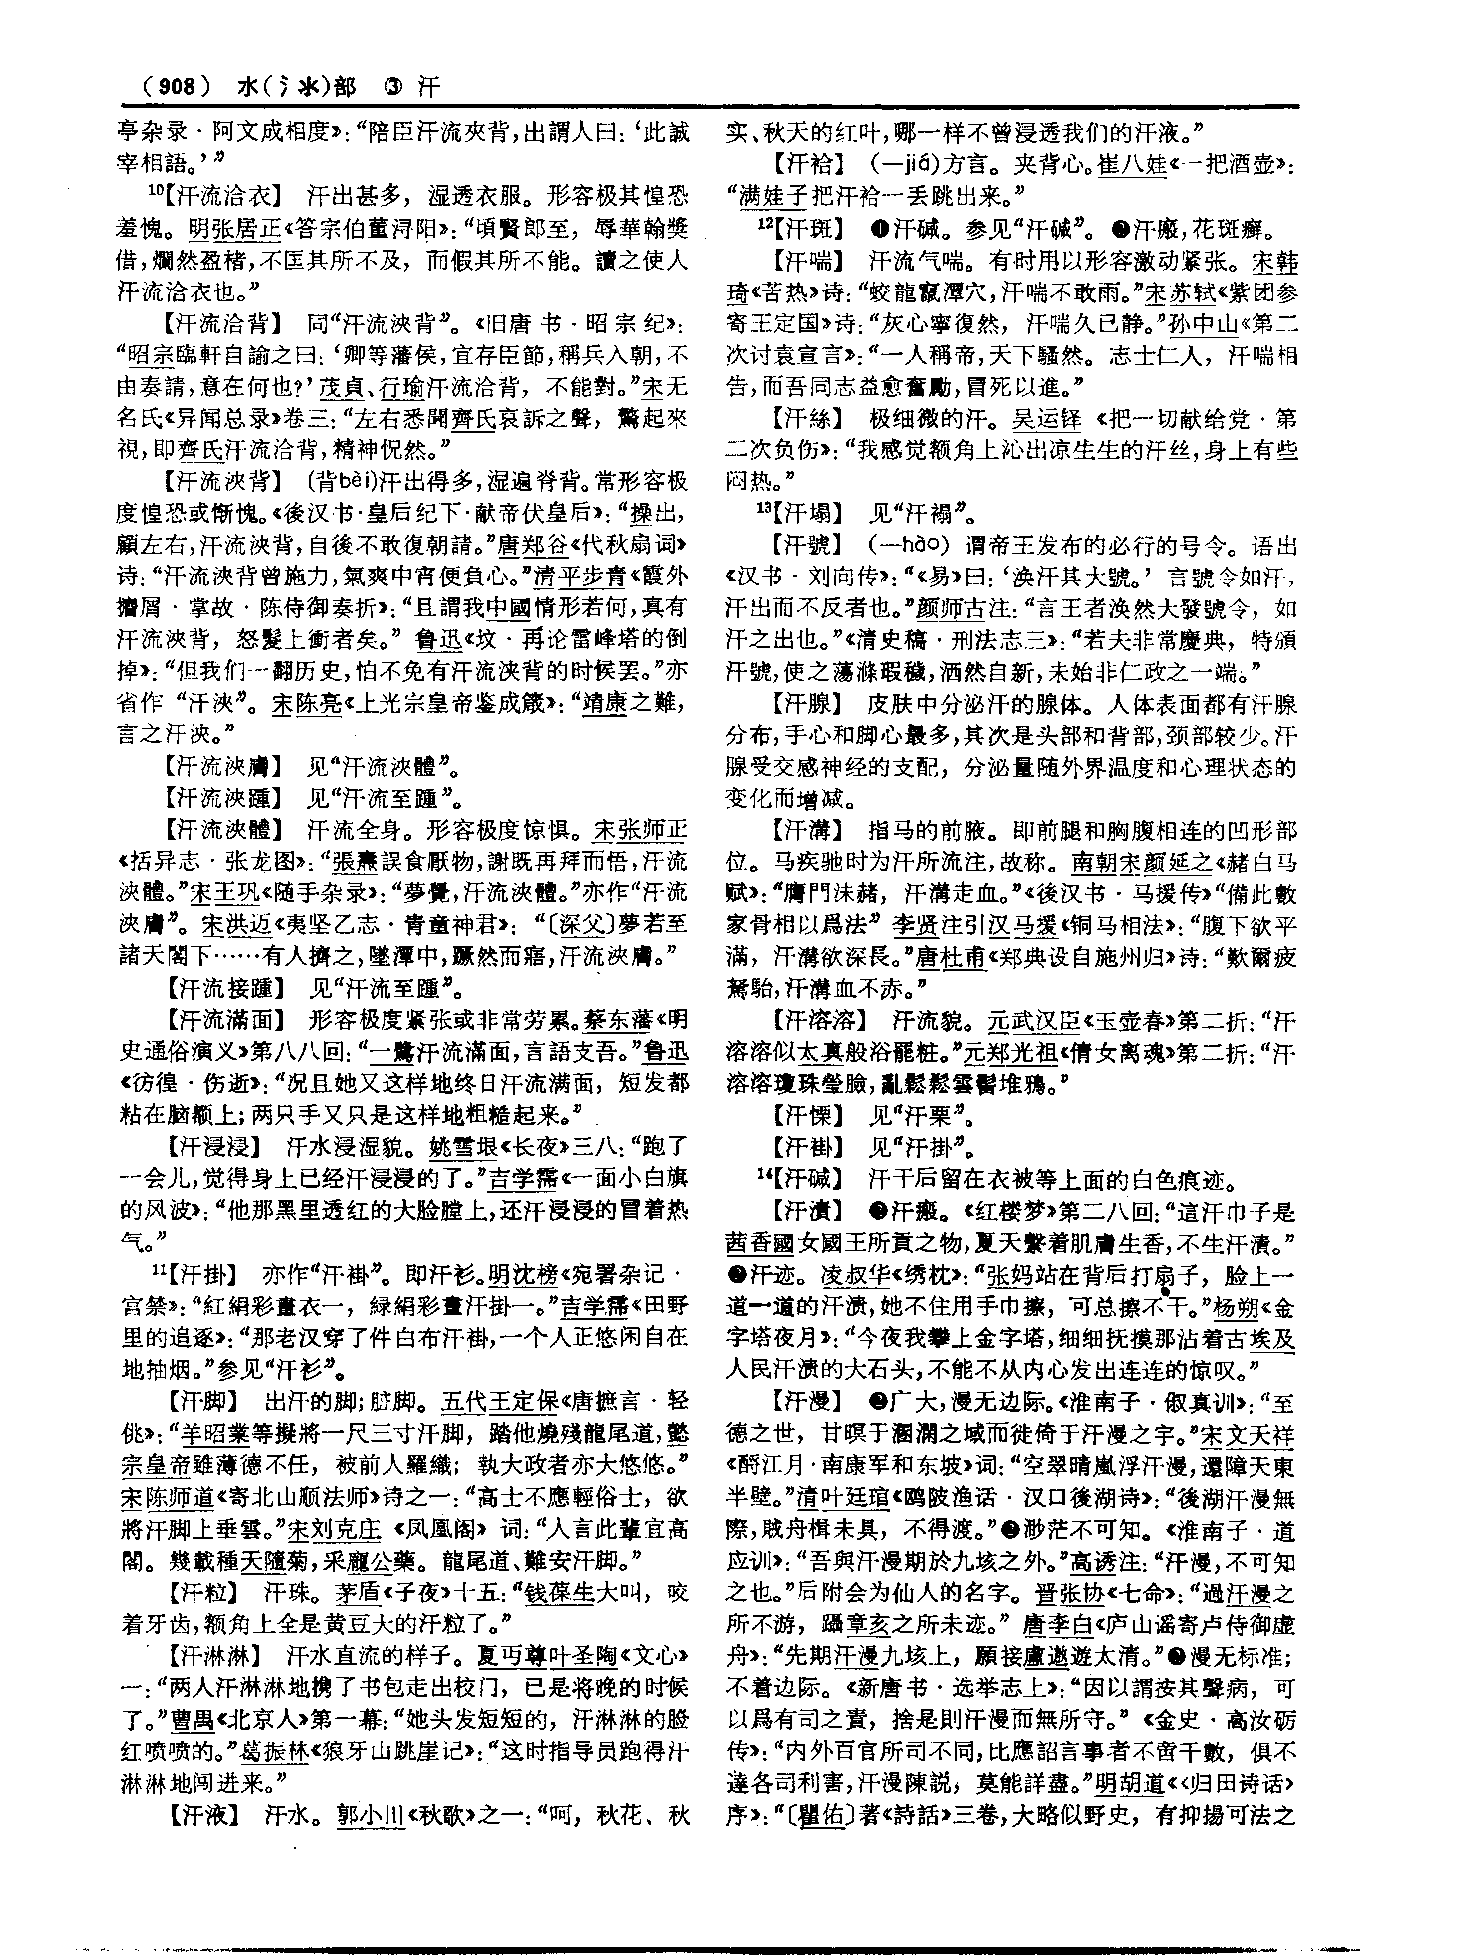 （908） 水(氵氺)部 ③ 汗
亭杂录·阿文成相度》：“陪臣汗流夾背，出謂人曰：‘此誠
宰相語。’”
10【汗流洽衣】 汗出甚多，湿透衣服。形容极其惶恐
羞愧。明张居正《答宗伯董浔阳》：“頃賢郎至，辱華翰獎
借，爛然盈楮，不匡其所不及，而假其所不能。讀之使人
汗流洽衣也。”
【汗流洽背】 同“汗流浹背”。《旧唐书·昭宗纪》：
“昭宗臨軒自諭之曰：‘卿等藩侯，宜存臣節，稱兵入朝，不
由奏請，意在何也？’茂貞、行瑜汗流洽背，不能對。”宋无
名氏《异闻总录》卷三：“左右悉聞齊氏哀訴之聲，驚起來
視，即齊氏汗流洽背，精神怳然。”
【汗流浹背】 (背bèi)汗出得多，湿遍脊背。常形容极
度惶恐或惭愧。《後汉书·皇后纪下·献帝伏皇后》：“操出，
顧左右，汗流浹背，自後不敢復朝請。”唐郑谷《代秋扇词》
诗：“汗流浹背曾施力，氣爽中宵便負心。”清平步青《霞外
攟屑·掌故·陈侍御奏折》：“且謂我中國情形若何，真有
汗流浹背，怒髮上衝者矣。” 鲁迅《坟·再论雷峰塔的倒
掉》：“但我们一翻历史，怕不免有汗流浃背的时候罢。”亦
省作“汗浹”。宋陈亮《上光宗皇帝鉴成箴》：“靖康之難，
言之汗浹。”
【汗流浹膚】 见“汗流浹體”。
【汗流浹踵】 见“汗流至踵”。
【汗流浹體】 汗流全身。形容极度惊惧。宋张师正
《括异志·张龙图》：“張燾誤食厭物，謝既再拜而悟，汗流
浹體。”宋王巩《随手杂录》：“夢覺，汗流浹體。”亦作“汗流
浹膚”。宋洪迈《夷坚乙志·青童神君》：“〔深父〕夢若至
諸天閣下……有人擠之，墜潭中，蹶然而寤，汗流浹膚。”
【汗流接踵】 见“汗流至踵”。
【汗流滿面】 形容极度紧张或非常劳累。蔡东藩《明
史通俗演义》第八八回：“一鷺汗流滿面，言語支吾。”鲁迅
《彷徨·伤逝》：“况且她又这样地终日汗流满面，短发都
粘在脑额上；两只手又只是这样地粗糙起来。”
【汗浸浸】 汗水浸湿貌。姚雪垠《长夜》三八：“跑了
一会儿，觉得身上已经汗浸浸的了。”吉学霈《一面小白旗
的风波》：“他那黑里透红的大脸膛上，还汗浸浸的冒着热
气。”
11【汗掛】 亦作“汗褂”。即汗衫。明沈榜《宛署杂记·
宫祭》：“紅絹彩畫衣一，緑絹彩畫汗掛一。”吉学霈《田野
里的追逐》：“那老汉穿了件白布汗褂，一个人正悠闲自在
地抽烟。”参见“汗衫”。
【汗脚】 出汗的脚；脏脚。五代王定保《唐摭言·轻
佻》：“羊昭業等擬將一尺三寸汗脚，踏他燒殘龍尾道，懿
宗皇帝雖薄德不任，被前人羅織；執大政者亦大悠悠。”
宋陈师道《寄北山顺法师》诗之一：“高士不應輕俗士，欲
將汗脚上垂雲。”宋刘克庄《凤凰阁》词：“人言此輩宜高
閣。幾載種天隨菊，采龐公藥。龍尾道、難安汗脚。”
【汗粒】 汗珠。茅盾《子夜》十五：“钱葆生大叫，咬
着牙齿，额角上全是黄豆大的汗粒了。”
【汗淋淋】 汗水直流的样子。夏丏尊叶圣陶《文心》
一：“两人汗淋淋地携了书包走出校门，已是将晚的时候
了。”曹禺《北京人》第一幕：“她头发短短的，汗淋淋的脸
红喷喷的。”葛振林《狼牙山跳崖记》：“这时指导员跑得汗
淋淋地闯进来。”
【汗液】 汗水。郭小川《秋歌》之一：“呵，秋花、秋
实、秋天的红叶，哪一样不曾浸透我们的汗液。”
【汗袷】 (—jiá)方言。夹背心。崔八娃《一把酒壶》：
“满娃子把汗袷一丢跳出来。”
12【汗斑】 ❶汗碱。参见“汗碱”。❷汗瘢，花斑癣。
【汗喘】 汗流气喘。有时用以形容激动紧张。宋韩
琦《苦热》诗：“蛟龍竄潭穴，汗喘不敢雨。”宋苏轼《紫团参
寄王定国》诗：“灰心寧復然，汗喘久已静。”孙中山《第二
次讨袁宣言》：“一人稱帝，天下騷然。志士仁人，汗喘相
告，而吾同志益愈奮勵，冒死以進。”
【汗絲】 极细微的汗。吴运铎《把一切献给党·第
二次负伤》：“我感觉额角上沁出凉生生的汗丝，身上有些
闷热。”
13【汗塌】 见“汗褟”。
【汗號】 (—hào) 谓帝王发布的必行的号令。语出
《汉书·刘向传》：“《易》曰：‘涣汗其大號。’言號令如汗，
汗出而不反者也。”颜师古注：“言王者涣然大發號令，如
汗之出也。”《清史稿·刑法志三》：“若夫非常慶典，特頒
汗號，使之蕩滌瑕穢，洒然自新，未始非仁政之一端。”
【汗腺】 皮肤中分泌汗的腺体。人体表面都有汗腺
分布，手心和脚心最多，其次是头部和背部，颈部较少。汗
腺受交感神经的支配，分泌量随外界温度和心理状态的
变化而增减。
【汗溝】 指马的前腋。即前腿和胸腹相连的凹形部
位。马疾驰时为汗所流注，故称。南朝宋颜延之《赭白马
赋》：“膺門沬赭，汗溝走血。”《後汉书·马援传》“備此數
家骨相以爲法” 李贤注引汉马援《铜马相法》：“腹下欲平
滿，汗溝欲深長。”唐杜甫《郑典设自施州归》诗：“歎爾疲
駑駘，汗溝血不赤。”
【汗溶溶】 汗流貌。元武汉臣《玉壶春》第二折：“汗
溶溶似太真般浴罷粧。”元郑光祖《倩女离魂》第二折：“汗
溶溶瓊珠瑩臉，亂鬆鬆雲髻堆鴉。”
【汗慄】 见“汗栗”。
【汗褂】 见“汗掛”。
14【汗碱】 汗干后留在衣被等上面的白色痕迹。
【汗漬】 ❶汗瘢。《红楼梦》第二八回：“這汗巾子是
茜香國女國王所貢之物，夏天繫着肌膚生香，不生汗漬。”
❷汗迹。凌叔华《绣枕》：“张妈站在背后打扇子，脸上一
道一道的汗渍，她不住用手巾擦，可总擦不干。”杨朔《金
字塔夜月》：“今夜我攀上金字塔，细细抚摸那沾着古埃及
人民汗渍的大石头，不能不从内心发出连连的惊叹。”
【汗漫】 ❶广大，漫无边际。《淮南子·俶真训》：“至
德之世，甘暝于溷澖之域而徙倚于汗漫之宇。”宋文天祥
《酹江月·南康军和东坡》词：“空翠晴嵐浮汗漫，還障天東
半壁。”清叶廷琯《鸥陂渔话·汉口後湖诗》：“後湖汗漫無
際，戝舟楫未具，不得渡。”❷渺茫不可知。《淮南子·道
应训》：“吾與汗漫期於九垓之外。”高诱注：“汗漫，不可知
之也。”后附会为仙人的名字。晋张协《七命》：“過汗漫之
所不游，躡章亥之所未迹。” 唐李白《庐山谣寄卢侍御虚
舟》：“先期汗漫九垓上，願接盧遨遊太清。”❸漫无标准；
不着边际。《新唐书·选举志上》：“因以謂按其聲病，可
以爲有司之責，捨是則汗漫而無所守。”《金史·高汝砺
传》：“内外百官所司不同，比應詔言事者不啻千數，俱不
達各司利害，汗漫陳説，莫能詳盡。”明胡道《〈归田诗话〉
序》：“〔瞿佑〕著《詩話》三卷，大略似野史，有抑揚可法之